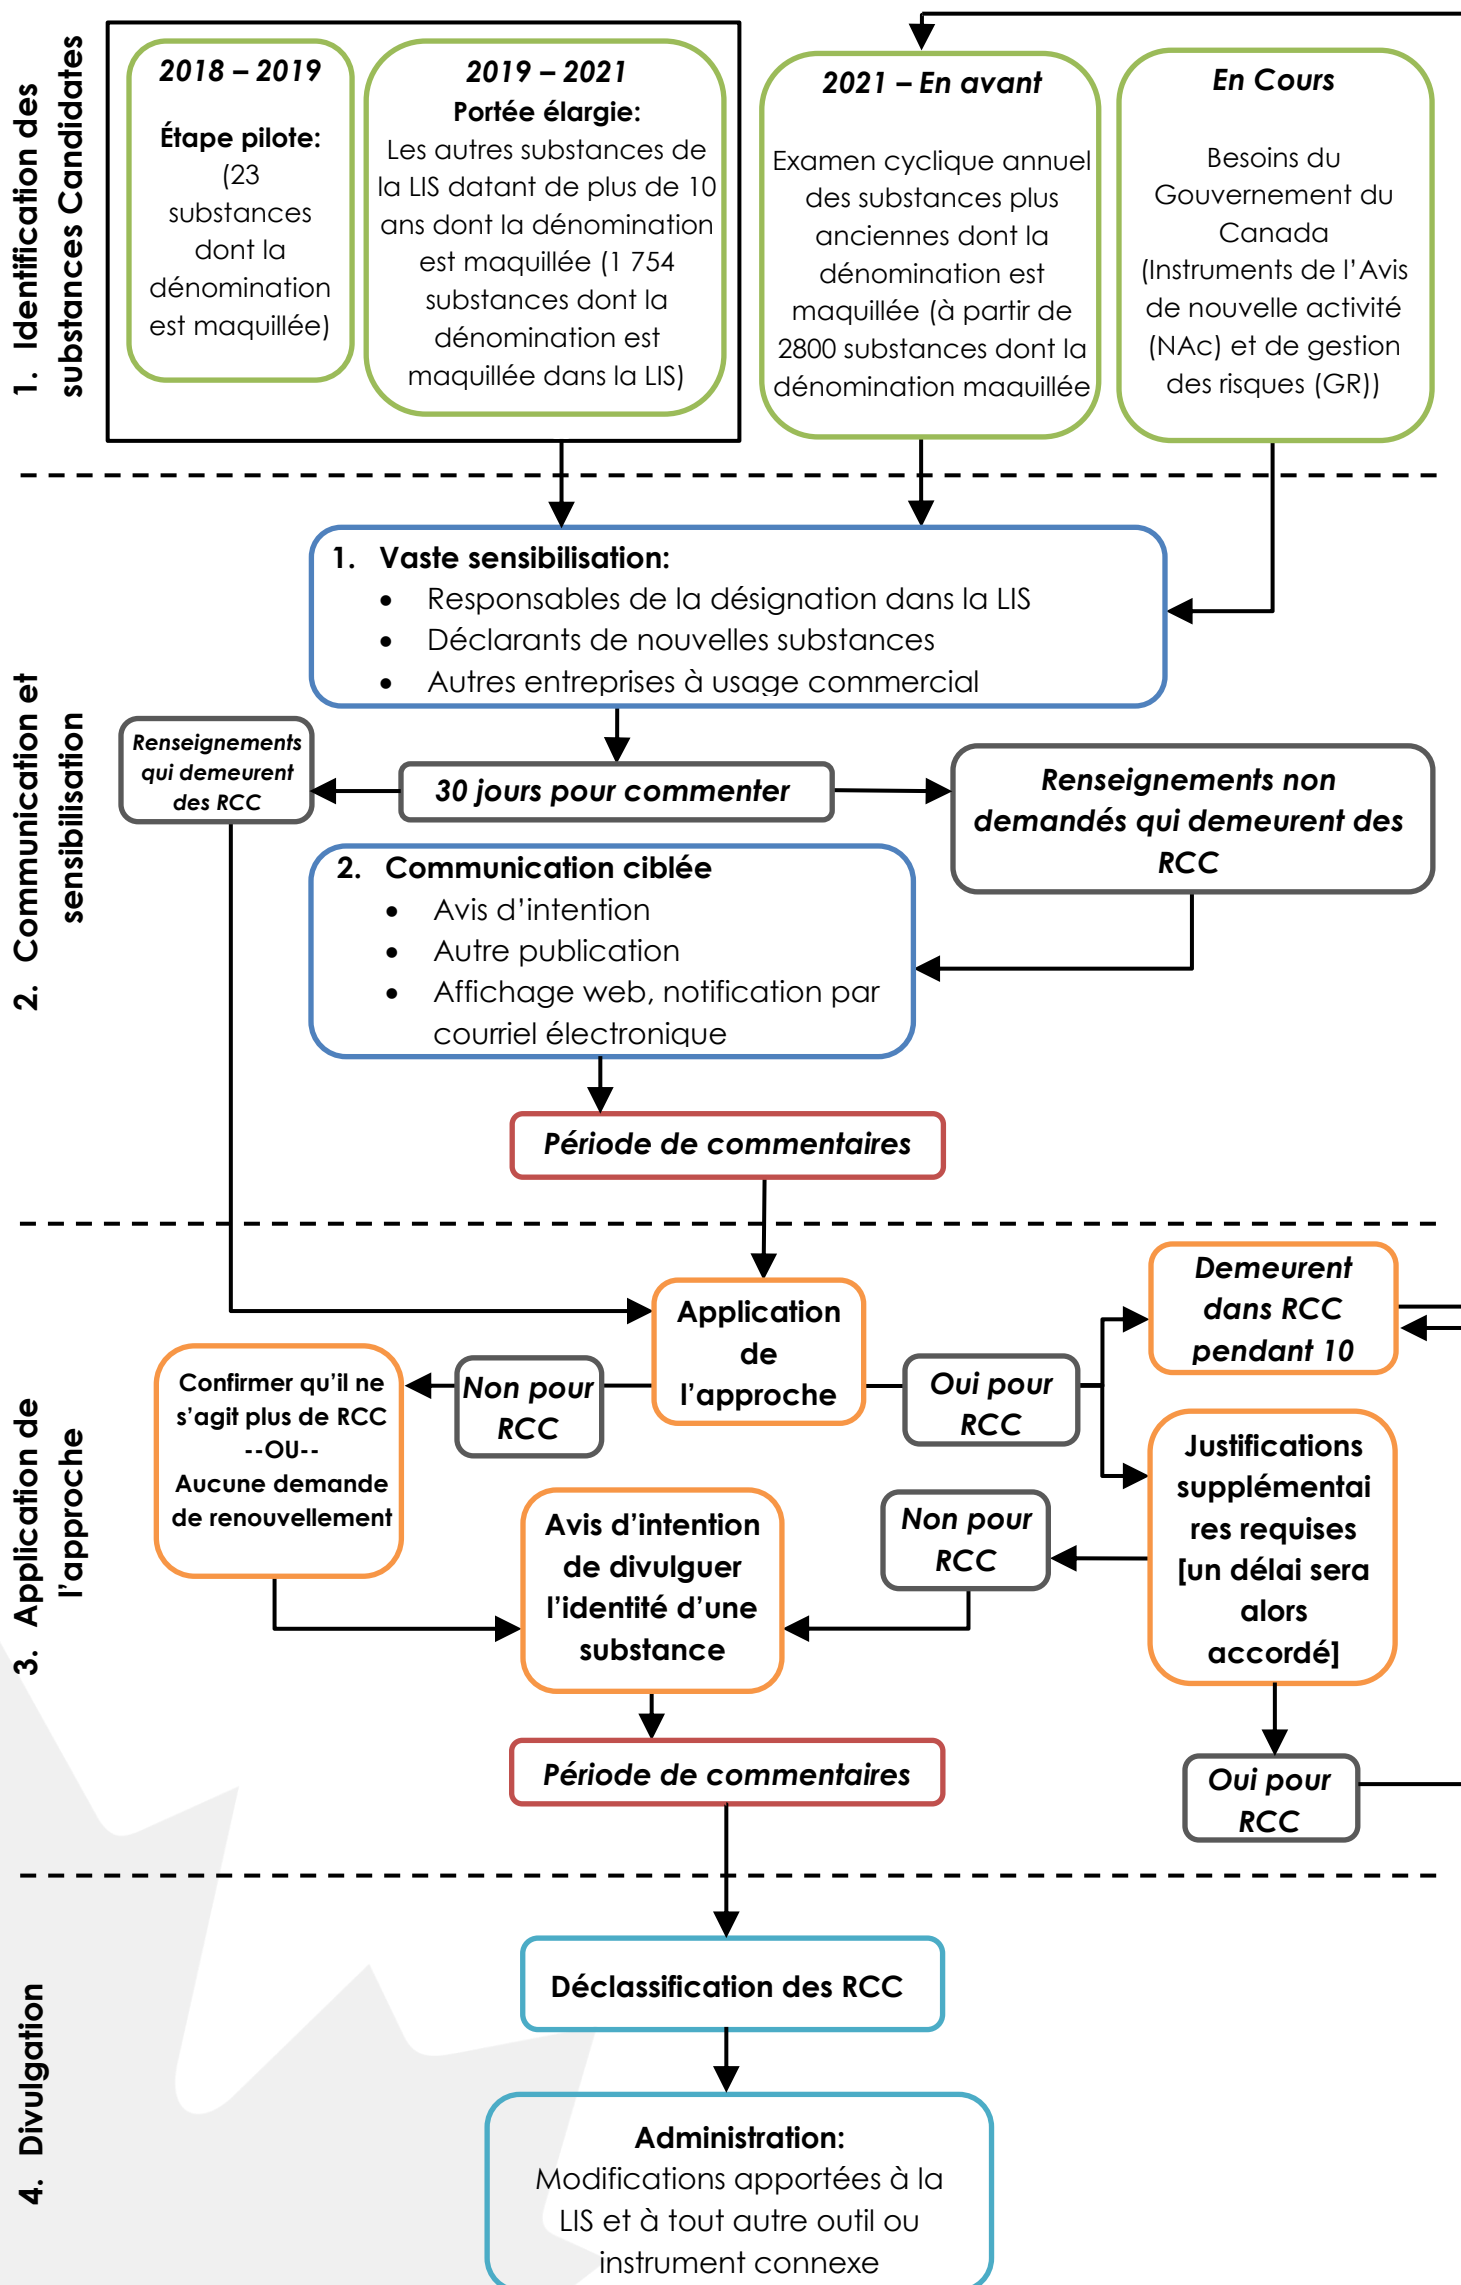 1. Identification des
substances Candidates
2018 – 2019
Étape pilote:
(23
substances
dont la
dénomination
est maquillée)
2019 – 2021
Portée élargie:
Les autres substances de
la LIS datant de plus de 10
ans dont la dénomination
est maquillée (1 754
substances dont la
dénomination est
maquillée dans la LIS)
2021 – En avant
Examen cyclique annuel
des substances plus
anciennes dont la
dénomination est
maquillée (à partir de
2800 substances dont la
dénomination maquillée
En Cours
Besoins du
Gouvernement du
Canada
(Instruments de l’Avis
de nouvelle activité
(NAc) et de gestion
des risques (GR))
2. Communication et
sensibilisation
1. Vaste sensibilisation:
• Responsables de la désignation dans la LIS
• Déclarants de nouvelles substances
• Autres entreprises à usage commercial
Renseignements
qui demeurent
des RCC
30 jours pour commenter
Renseignements non
demandés qui demeurent des
RCC
2. Communication ciblée
• Avis d’intention
• Autre publication
• Affichage web, notification par
courriel électronique
Période de commentaires
3. Application de
l’approche
Application
de
l’approche
Demeurent
dans RCC
pendant 10
Confirmer qu’il ne
s’agit plus de RCC
--OU--
Aucune demande
de renouvellement
Non pour
RCC
Oui pour
RCC
Justifications
supplémentai
res requises
[un délai sera
alors
accordé]
Avis d’intention
de divulguer
l’identité d’une
substance
Non pour
RCC
Période de commentaires
Oui pour
RCC
4. Divulgation
Déclassification des RCC
Administration:
Modifications apportées à la
LIS et à tout autre outil ou
instrument connexe